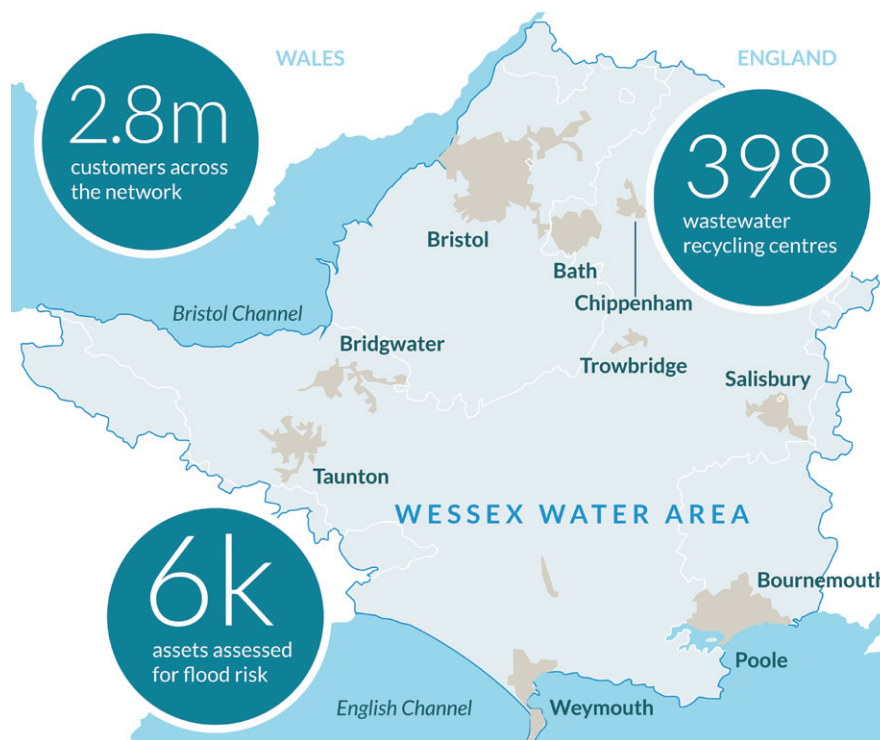 WALES
ENGLAND
2.8m
customers across
the network
398
wastewater
recycling centres
Bristol
Bath
Chippenham
Bristol Channel
Bridgwater
Trowbridge
Salisbury
Taunton
WESSEX WATER AREA
6k
assets assessed
for flood risk
Bournemouth
Poole
English Channel
Weymouth